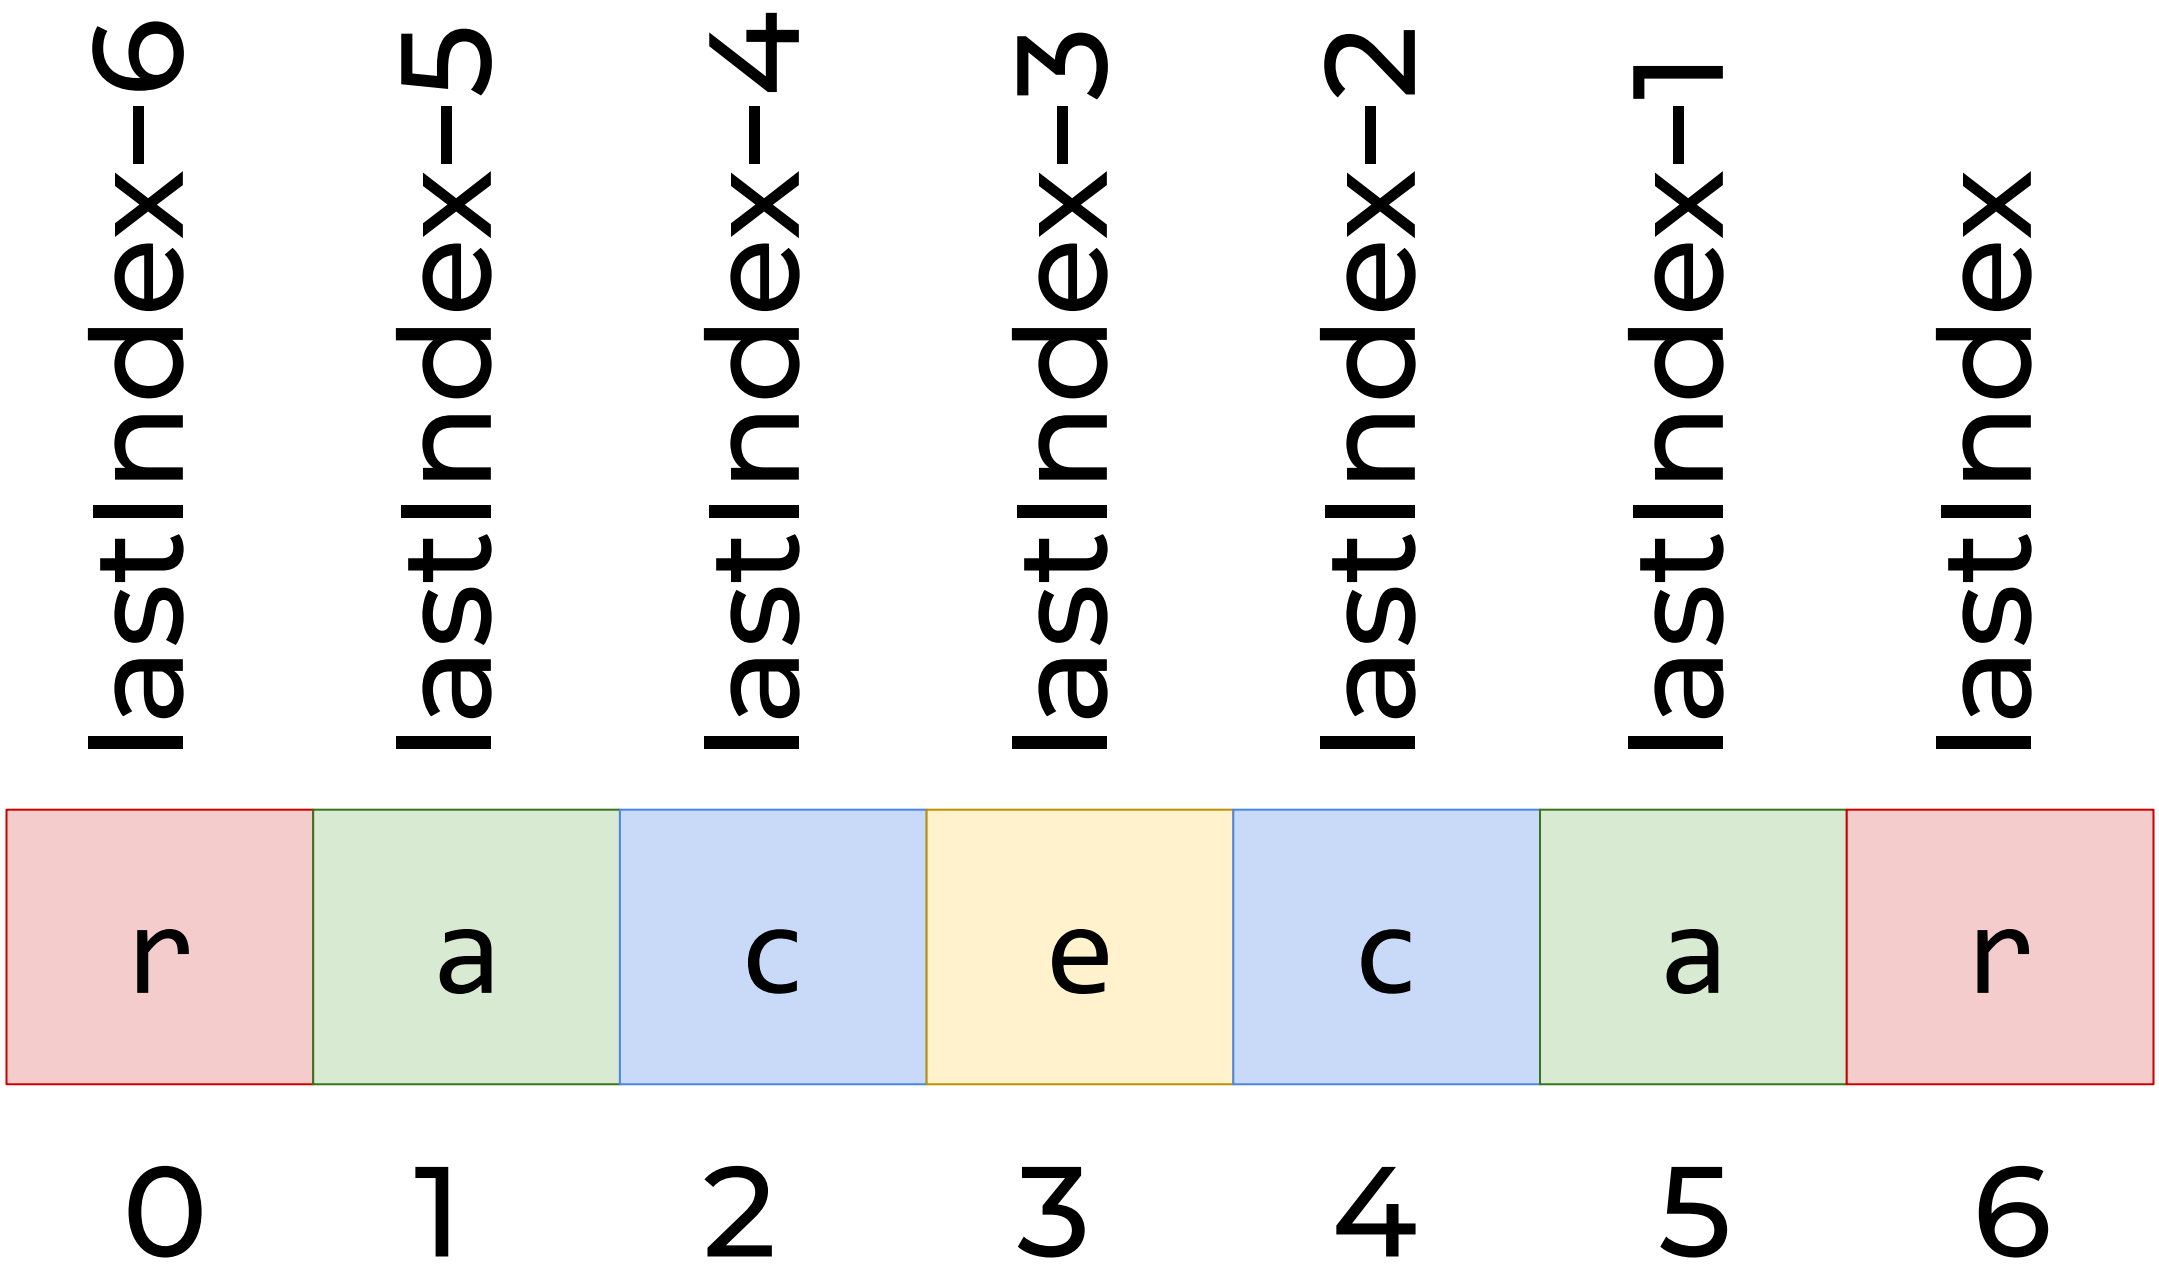 lastIndex-6 lastIndex-5 lastIndex-4 lastIndex-3 lastIndex-2 lastIndex-1 lastIndex
r a c e c a r
0 1 2 3 4 5 6